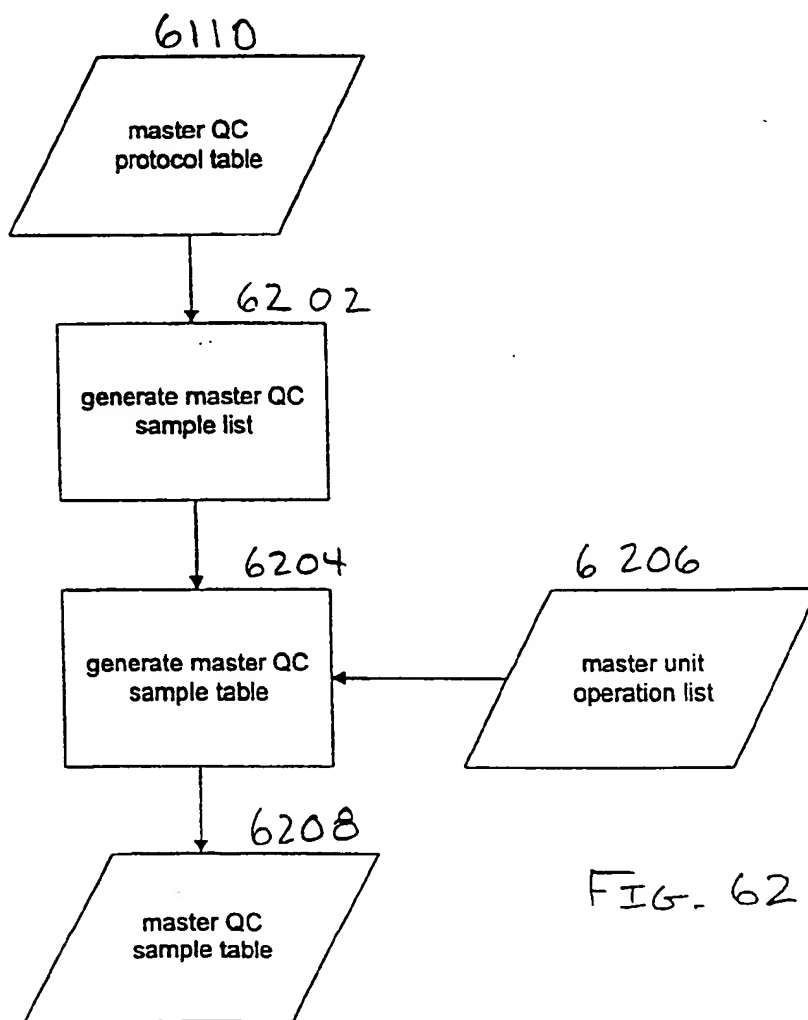 6110
master QC
protocol table
6202
generate master QC
sample list
6204
generate master QC
sample table
6206
master unit
operation list
6208
master QC
sample table
FIG. 62